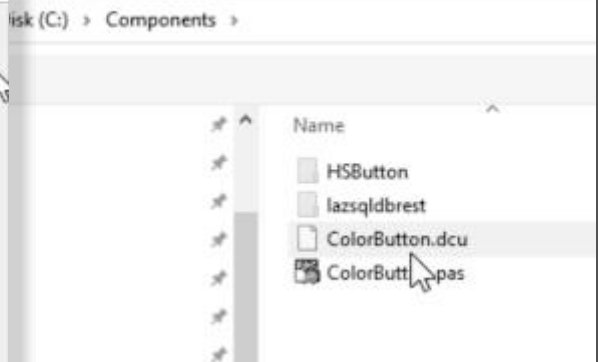 isk (C:) > Components >
Name
HSButton
lazsqldbrest
ColorButton.dcu
ColorButt pas